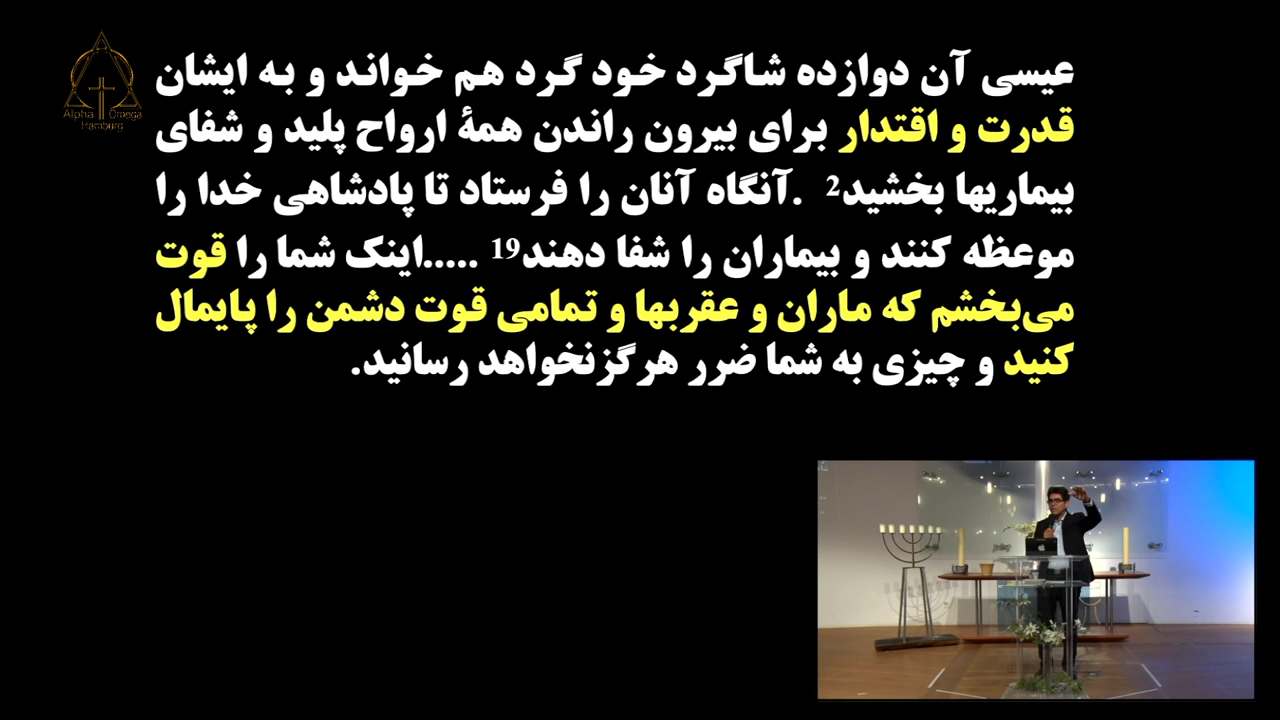 Alpha Omega
Hamburg
عیسی آن دوازده شاگرد خود گرد هم خواند و به ایشان
قدرت و اقتدار برای بیرون راندن همهٔ ارواح پلید و شفای
بیماریها بخشید2 .آنگاه آنان را فرستاد تا پادشاهی خدا را
موعظه کنند و بیماران را شفا دهند19 .....اینک شما را قوت
می‌بخشم که ماران و عقربها و تمامی قوت دشمن را پایمال
کنید و چیزی به شما ضرر هرگزنخواهد رسانید.